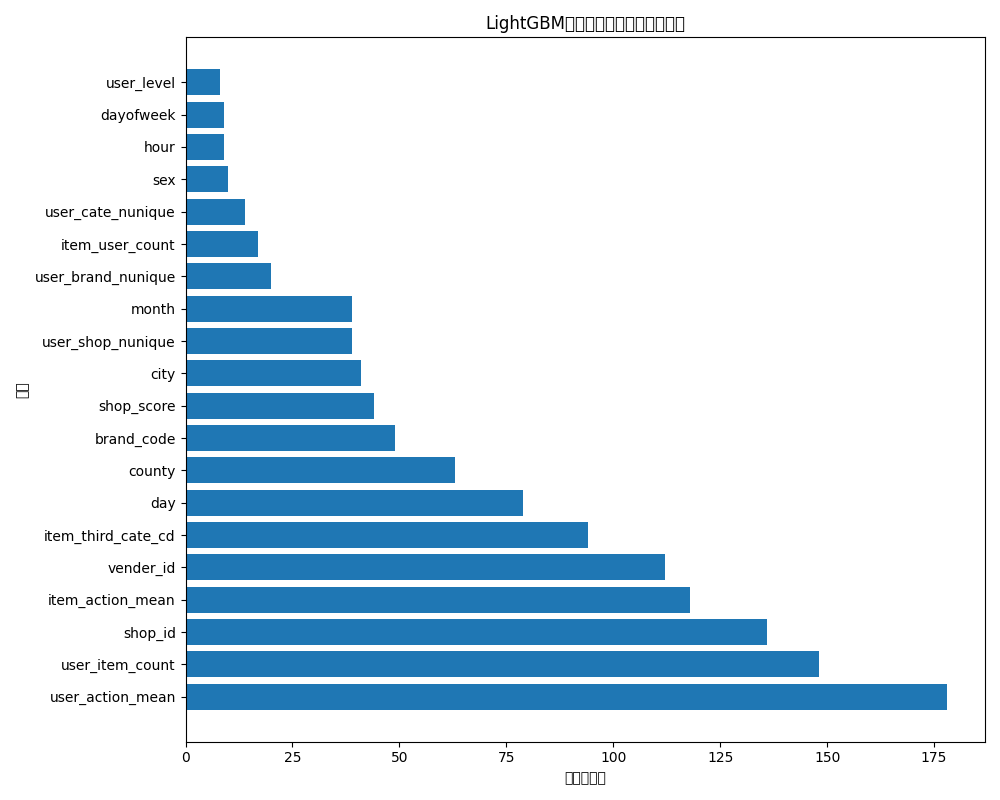 LightGBM
user_level
dayofweek
hour
sex
user_cate_nunique
item_user_count
user_brand_nunique
month
user_shop_nunique
city
shop_score
brand_code
county
day
item_third_cate_cd
vender_id
item_action_mean
shop_id
user_item_count
user_action_mean
0 25 50 75 100 125 150 175